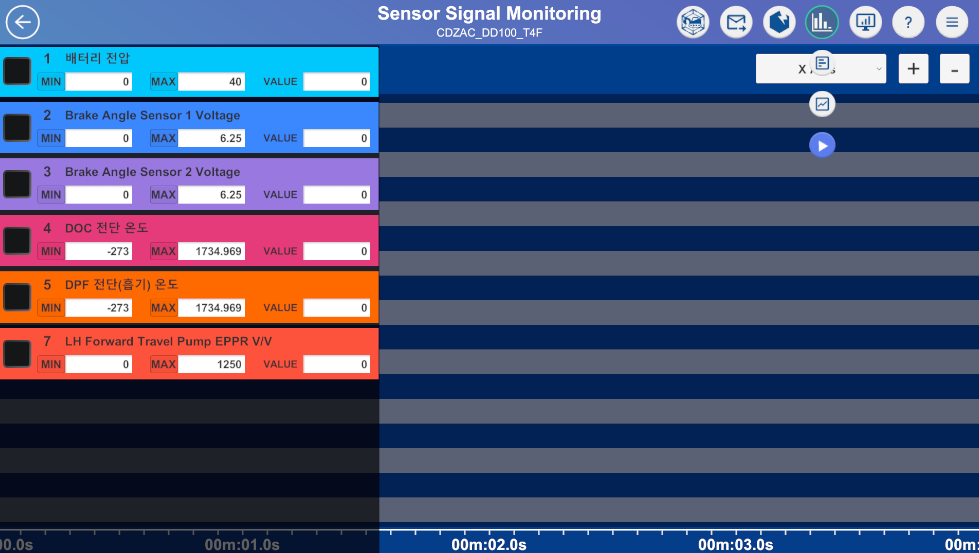 Sensor Signal Monitoring
CDZAC_DD100_T4F
?
1 배터리 전압
MIN 0 MAX 40 VALUE 0
X
+ -
2 Brake Angle Sensor 1 Voltage
MIN 0 MAX 6.25 VALUE 0
3 Brake Angle Sensor 2 Voltage
MIN 0 MAX 6.25 VALUE 0
4 DOC 전단 온도
MIN -273 MAX 1734.969 VALUE 0
5 DPF 전단(흡기) 온도
MIN -273 MAX 1734.969 VALUE 0
7 LH Forward Travel Pump EPPR V/V
MIN 0 MAX 1250 VALUE 0
00.0s 00m:01.0s 00m:02.0s 00m:03.0s 00m: